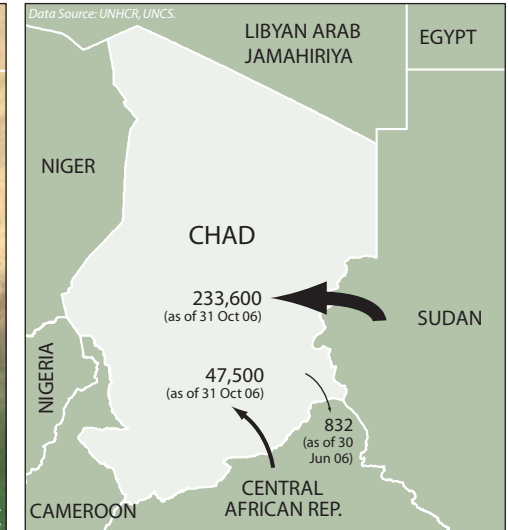 Data Source: UNHCR, UNCS.
LIBYAN ARAB
JAMAHIRIYA
EGYPT
NIGER
CHAD
233,600
(as of 31 Oct 06)
SUDAN
NIGERIA
47,500
(as of 31 Oct 06)
832
(as of 30
Jun 06)
CENTRAL
AFRICAN REP.
CAMEROON